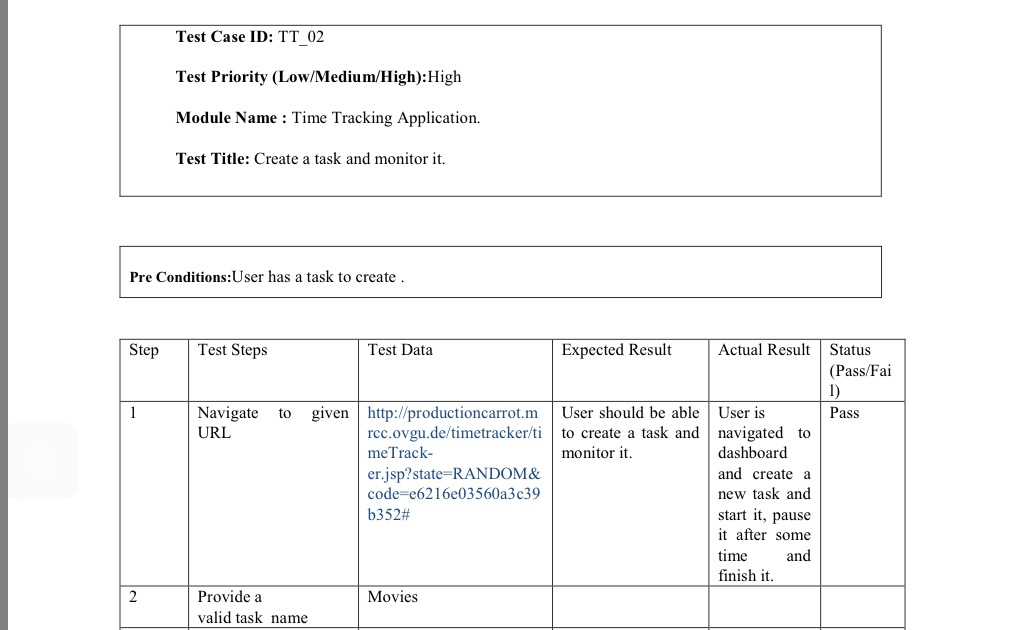 Test Case ID: TT_02
Test Priority (Low/Medium/High):High
Module Name : Time Tracking Application.
Test Title: Create a task and monitor it.
Pre Conditions:User has a task to create .
Step
Test Steps
Test Data
Expected Result
Actual Result
Status
(Pass/Fai
l)
1
Navigate to given
URL
http://productioncarrot.m
rcc.ovgu.de/timetracker/ti
meTrack-
er.jsp?state=RANDOM&
code=e6216e03560a3c39
b352#
User should be able
to create a task and
monitor it.
User is
navigated to
dashboard
and create a
new task and
start it, pause
it after some
time and
finish it.
Pass
2
Provide a
valid task name
Movies